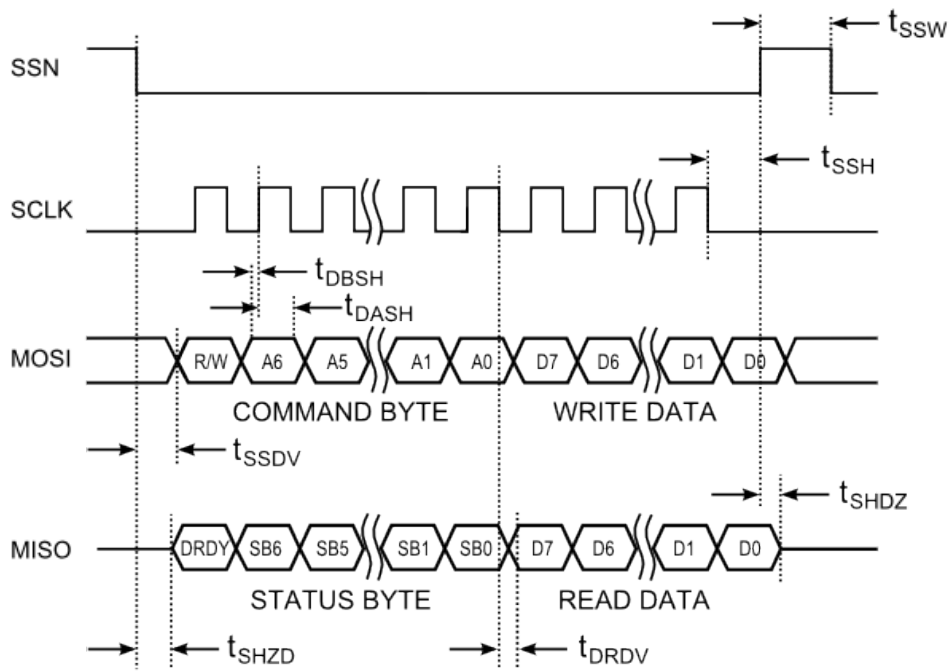 tSSW
SSN
tSSH
SCLK
tDBSH
tDASH
MOSI R/W A6 A5 A1 A0 D7 D6 D1 D0
COMMAND BYTE WRITE DATA
tSSDV
tSHDZ
MISO DRDY SB6 SB5 SB1 SB0 D7 D6 D1 D0
STATUS BYTE READ DATA
tSHZD tDRDV